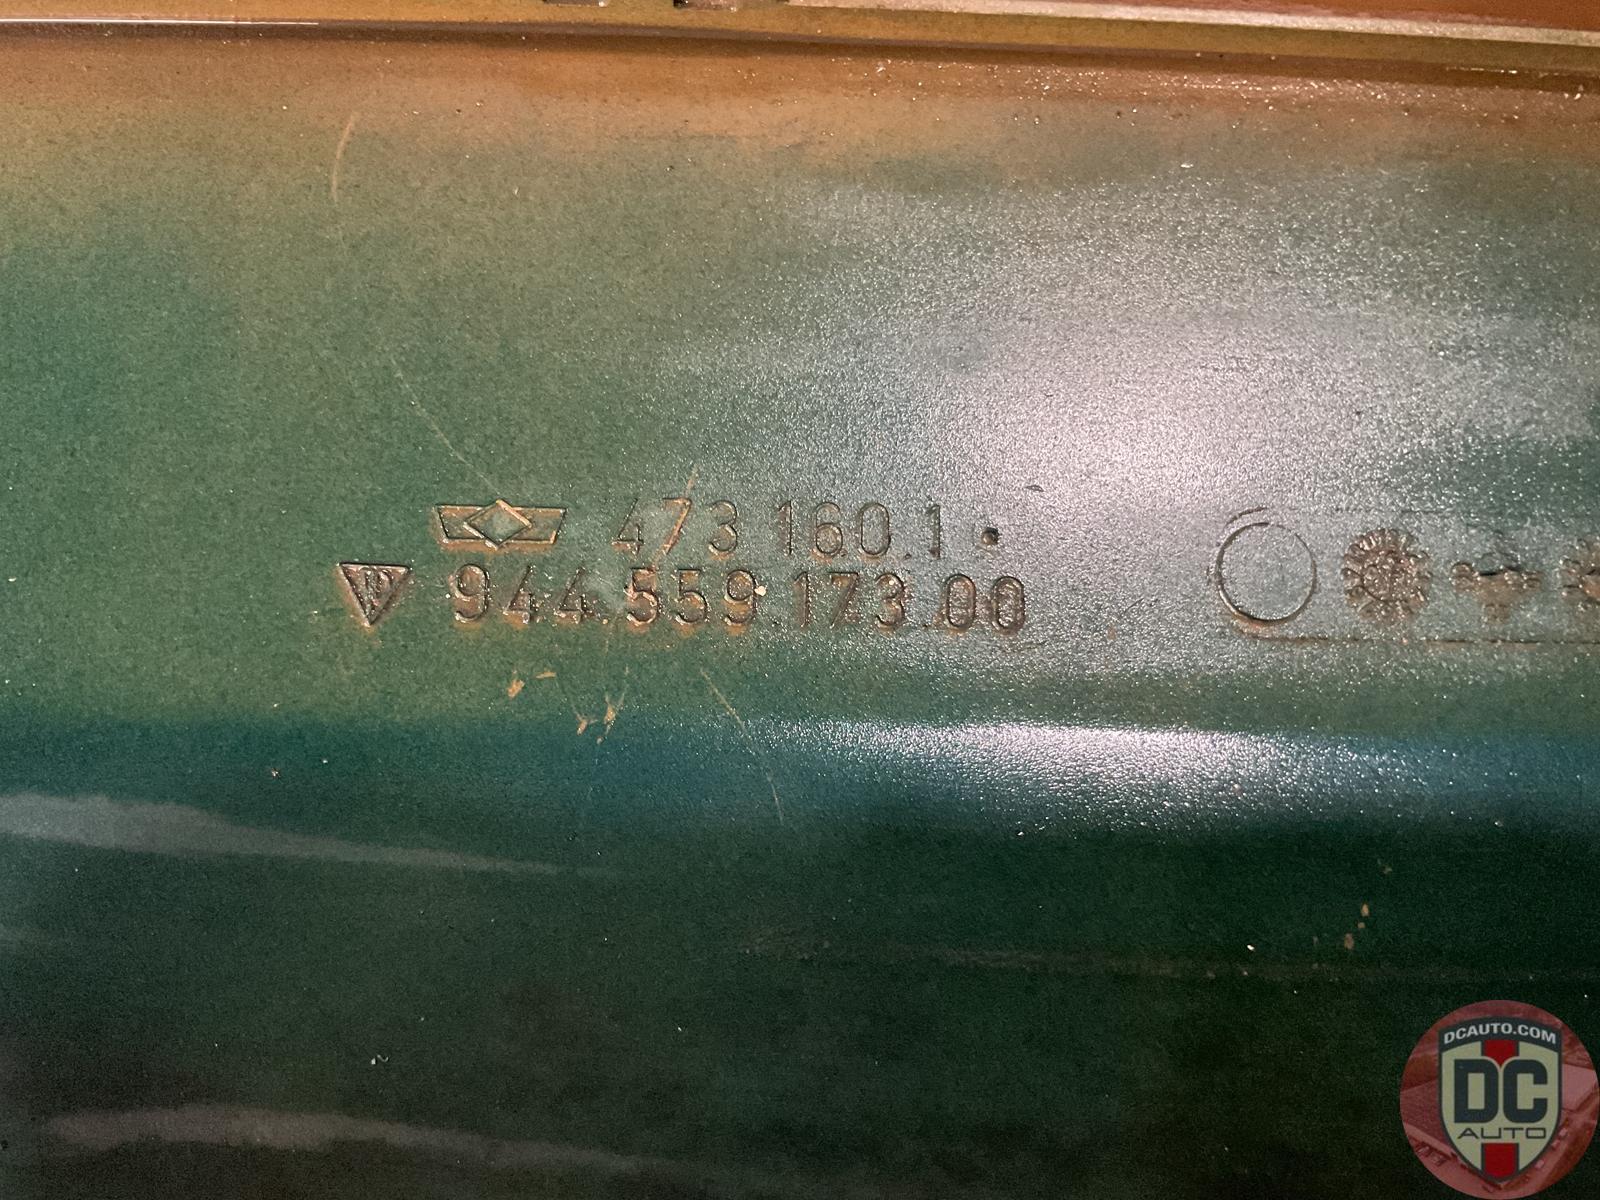 473 160.1
944.559.173.00
DCAUTO.COM
DC
AUTO